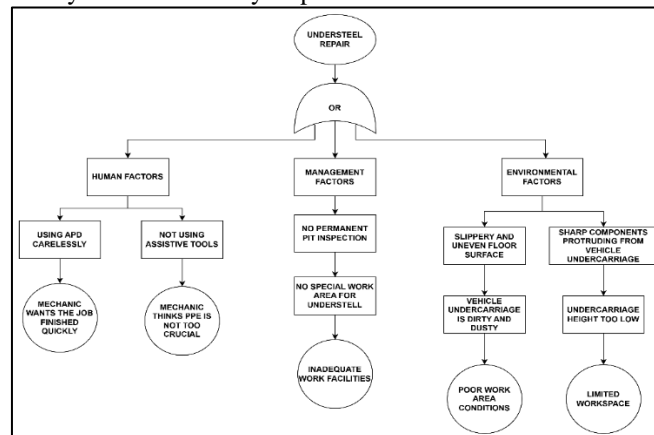 UNDERSTEEL
REPAIR
OR
HUMAN FACTORS
MANAGEMENT
FACTORS
ENVIRONMENTAL
FACTORS
USING APD
CARELESSLY
NOT USING
ASSISTIVE TOOLS
NO PERMANENT
PIT INSPECTION
SLIPPERY AND
UNEVEN FLOOR
SURFACE
SHARP COMPONENTS
PROTRUDING FROM
VEHICLE
UNDERCARRIAGE
MECHANIC
WANTS THE JOB
FINISHED
QUICKLY
MECHANIC
THINKS PPE IS
NOT TOO
CRUCIAL
NO SPECIAL WORK
AREA FOR
UNDERSTELL
VEHICLE
UNDERCARRIAGE
IS DIRTY AND
DUSTY
UNDERCARRIAGE
HEIGHT TOO LOW
INADEQUATE
WORK FACILITIES
POOR WORK
AREA
CONDITIONS
LIMITED
WORKSPACE